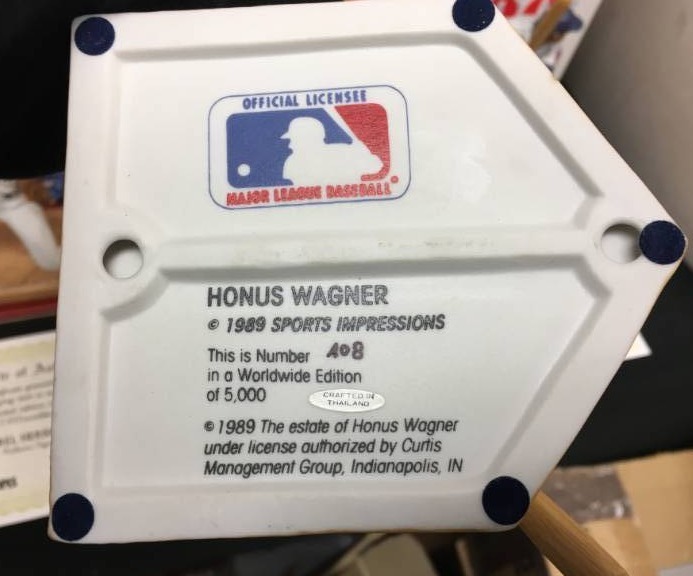 OFFICIAL LICENSEE
MAJOR LEAGUE BASEBALL
HONUS WAGNER
© 1989 SPORTS IMPRESSIONS
This is Number 408
in a Worldwide Edition
of 5,000
CRAFTED IN
THAILAND
© 1989 The estate of Honus Wagner
under license authorized by Curtis
Management Group, Indianapolis, IN